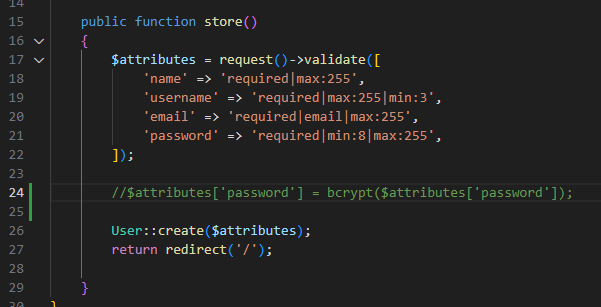 14
15 public function store()
16 {
17 $attributes = request()->validate([
18 'name' => 'required|max:255',
19 'username' => 'required|max:255|min:3',
20 'email' => 'required|email|max:255',
21 'password' => 'required|min:8|max:255',
22 ]);
23
24 //$attributes['password'] = bcrypt($attributes['password']);
25
26 User::create($attributes);
27 return redirect('/');
28
29 }
30 }